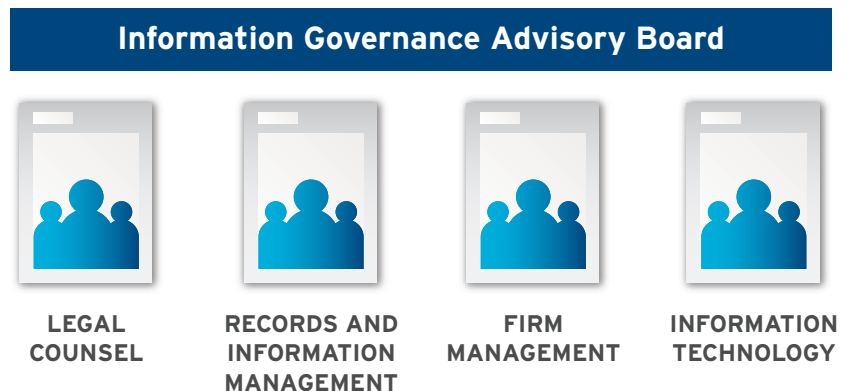 Information Governance Advisory Board
LEGAL
COUNSEL
RECORDS AND
INFORMATION
MANAGEMENT
FIRM
MANAGEMENT
INFORMATION
TECHNOLOGY